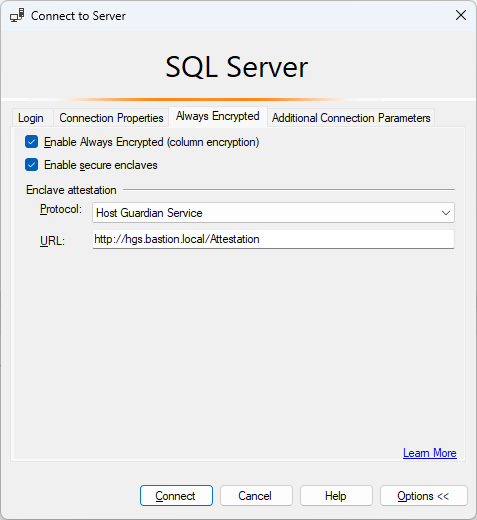 Connect to Server
SQL Server
Login Connection Properties Always Encrypted Additional Connection Parameters
Enable Always Encrypted (column encryption)
Enable secure enclaves
Enclave attestation
Protocol: Host Guardian Service
URL: http://hgs.bastion.local/Attestation
Learn More
Connect Cancel Help Options <<